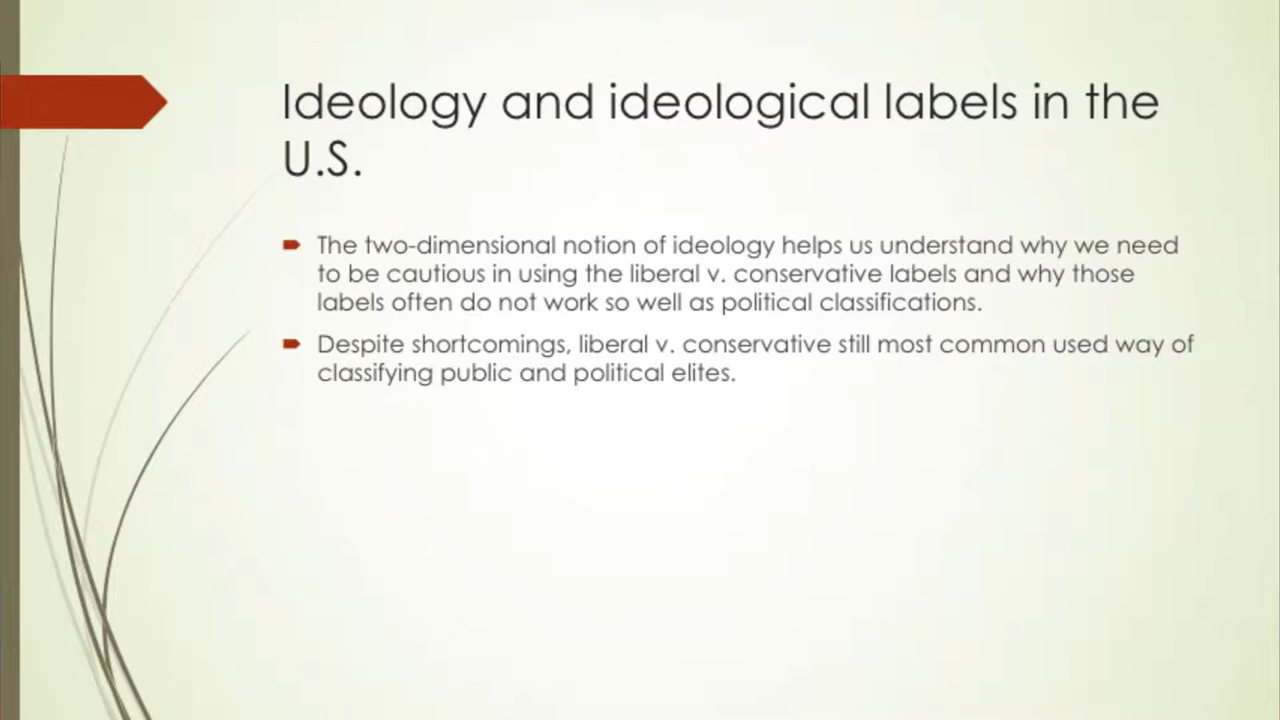 Ideology and ideological labels in the
U.S.
The two-dimensional notion of ideology helps us understand why we need
to be cautious in using the liberal v. conservative labels and why those
labels often do not work so well as political classifications.
Despite shortcomings, liberal v. conservative still most common used way of
classifying public and political elites.